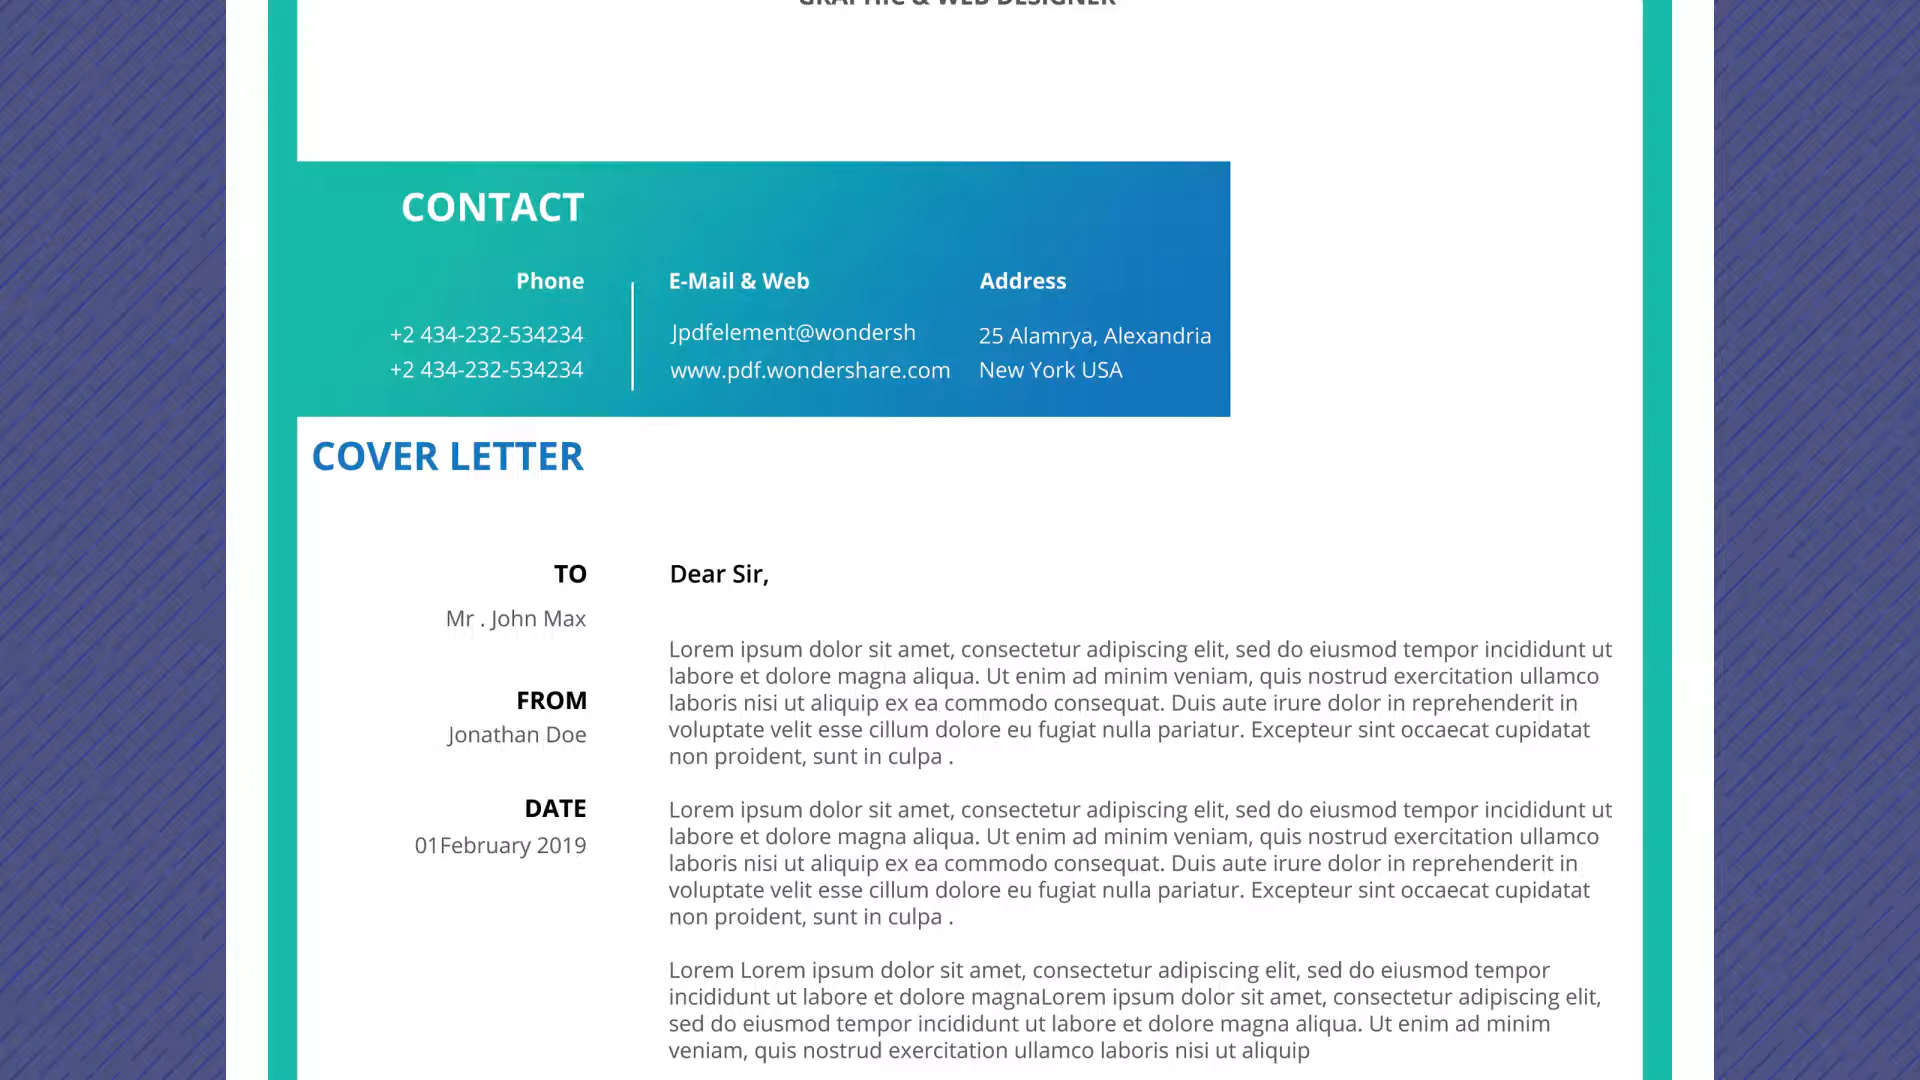 GRAPHIC & WEB DESIGNER
CONTACT
Phone
+2 434-232-534234
+2 434-232-534234
E-Mail & Web
Jpdfelement@wondersh
www.pdf.wondershare.com
Address
25 Alamrya, Alexandria
New York USA
COVER LETTER
TO
Mr . John Max
FROM
Jonathan Doe
DATE
01February 2019
Dear Sir,
Lorem ipsum dolor sit amet, consectetur adipiscing elit, sed do eiusmod tempor incididunt ut
labore et dolore magna aliqua. Ut enim ad minim veniam, quis nostrud exercitation ullamco
laboris nisi ut aliquip ex ea commodo consequat. Duis aute irure dolor in reprehenderit in
voluptate velit esse cillum dolore eu fugiat nulla pariatur. Excepteur sint occaecat cupidatat
non proident, sunt in culpa .
Lorem ipsum dolor sit amet, consectetur adipiscing elit, sed do eiusmod tempor incididunt ut
labore et dolore magna aliqua. Ut enim ad minim veniam, quis nostrud exercitation ullamco
laboris nisi ut aliquip ex ea commodo consequat. Duis aute irure dolor in reprehenderit in
voluptate velit esse cillum dolore eu fugiat nulla pariatur. Excepteur sint occaecat cupidatat
non proident, sunt in culpa .
Lorem Lorem ipsum dolor sit amet, consectetur adipiscing elit, sed do eiusmod tempor
incididunt ut labore et dolore magnaLorem ipsum dolor sit amet, consectetur adipiscing elit,
sed do eiusmod tempor incididunt ut labore et dolore magna aliqua. Ut enim ad minim
veniam, quis nostrud exercitation ullamco laboris nisi ut aliquip